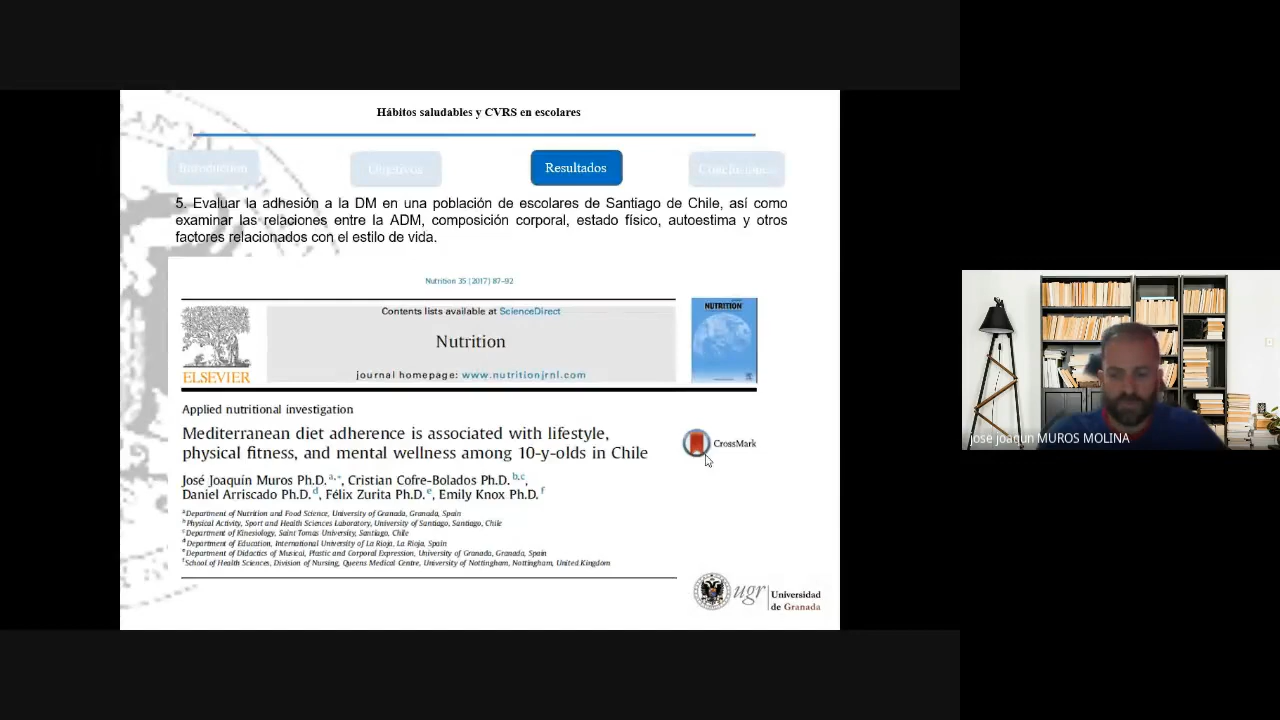 Hábitos saludables y CVRS en escolares
Introducción
Objetivos
Resultados
Conclusiones
5. Evaluar la adhesión a la DM en una población de escolares de Santiago de Chile, así como
examinar las relaciones entre la ADM, composición corporal, estado físico, autoestima y otros
factores relacionados con el estilo de vida.
Nutrition 35 (2017) 87–92
Contents lists available at ScienceDirect
Nutrition
journal homepage: www.nutritionjrnl.com
ELSEVIER
NUTRITION
Applied nutritional investigation
Mediterranean diet adherence is associated with lifestyle,
physical fitness, and mental wellness among 10-y-olds in Chile
CrossMark
José Joaquín Muros Ph.D. a,*, Cristian Cofre-Bolados Ph.D. b,c,
Daniel Arriscado Ph.D. d, Félix Zurita Ph.D. e, Emily Knox Ph.D. f
a Department of Nutrition and Food Science, University of Granada, Granada, Spain
b Physical Activity, Sport and Health Sciences Laboratory, University of Santiago, Santiago, Chile
c Department of Kinesiology, Saint Tomas University, Santiago, Chile
d Department of Education, International University of La Rioja, La Rioja, Spain
e Department of Didactics of Musical, Plastic and Corporal Expression, University of Granada, Granada, Spain
f School of Health Sciences, Division of Nursing, Queens Medical Centre, University of Nottingham, Nottingham, United Kingdom
ugr
Universidad
de Granada
jose joaqun MUROS MOLINA